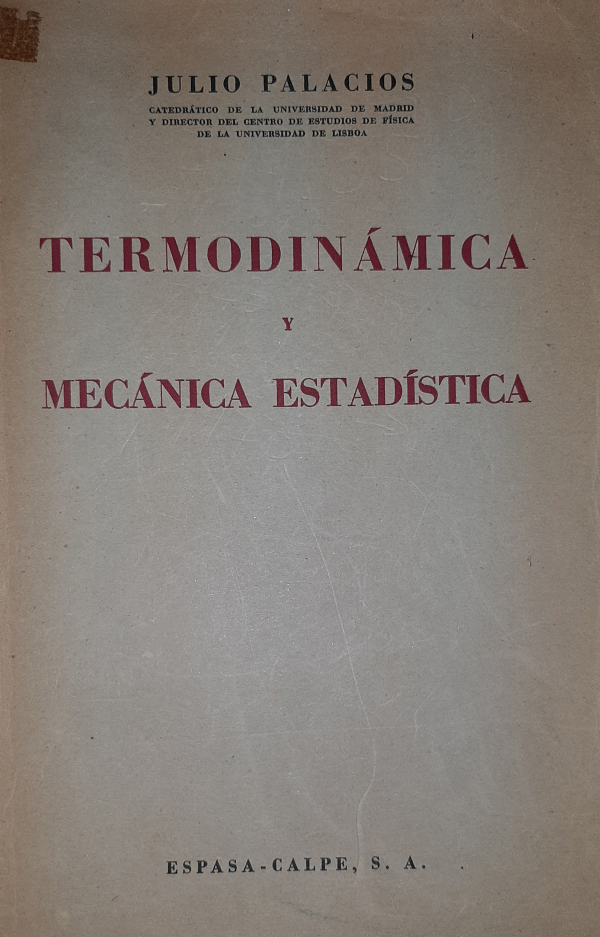 JULIO PALACIOS
CATEDRÁTICO DE LA UNIVERSIDAD DE MADRID
Y DIRECTOR DEL CENTRO DE ESTUDIOS DE FÍSICA
DE LA UNIVERSIDAD DE LISBOA
TERMODINÁMICA
Y
MECÁNICA ESTADÍSTICA
ESPASA-CALPE, S. A.